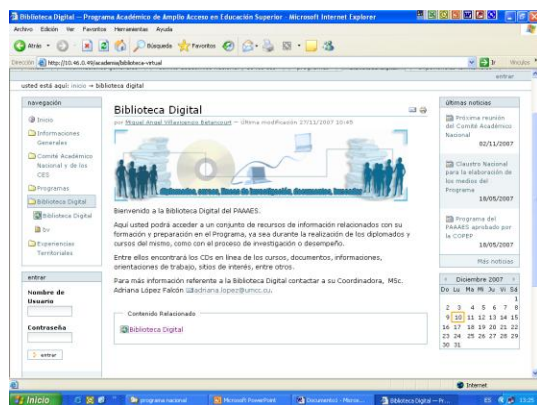 Biblioteca Digital — Programa Académico de Amplio Acceso en Educación Superior - Microsoft Internet Explorer
Archivo Edición Ver Favoritos Herramientas Ayuda
Atrás Búsqueda Favoritos
Dirección http://10.46.0.49/academia/biblioteca-virtual Ir Vínculos
entrar
usted está aquí: inicio → biblioteca digital
navegación
Inicio
Informaciones Generales
Comité Académico Nacional y de los CES
Programas
Biblioteca Digital
Biblioteca Digital
bv
Experiencias Territoriales
entrar
Nombre de Usuario
Contraseña
entrar
Biblioteca Digital
por Miguel Angel Villavicencio Betancourt — última modificación 27/11/2007 10:45
diplomados, cursos, líneas de investigación, documentos, tutoriales
Bienvenido a la Biblioteca Digital del PAAES.
Aquí usted podrá acceder a un conjunto de recursos de información relacionados con su
formación y preparación en el Programa, ya sea durante la realización de los diplomados y
cursos del mismo, como con el proceso de investigación o desempeño.
Entre ellos encontrará los CDs en línea de los cursos, documentos, informaciones,
orientaciones de trabajo, sitios de interés, entre otros.
Para más información referente a la Biblioteca Digital contactar a su Coordinadora, MSc.
Adriana López Falcón adriana.lopez@umcc.cu.
Contenido Relacionado
Biblioteca Digital
últimas noticias
Próxima reunión
del Comité Académico
Nacional
02/11/2007
Claustro Nacional
para la elaboración de
los medios del
Programa
18/05/2007
Programa del
PAAAES aprobado por
la COPEP
18/05/2007
Más noticias
Diciembre 2007
Do Lu Ma Mi Ju Vi Sá
1
2 3 4 5 6 7 8
9 10 11 12 13 14 15
16 17 18 19 20 21 22
23 24 25 26 27 28 29
30 31
Internet
Inicio programa nacional Microsoft PowerPoint Documento1 - Micros... Biblioteca Digital — Pr... ES 13:25